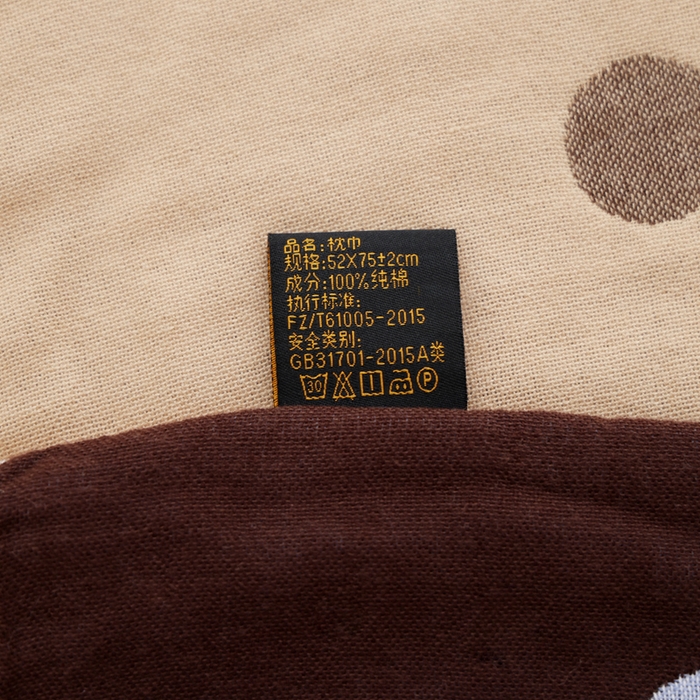 品名:枕巾
规格:52X75±2cm
成分:100%纯棉
执行标准:
FZ/T61005-2015
安全类别:
GB31701-2015A类
30 P